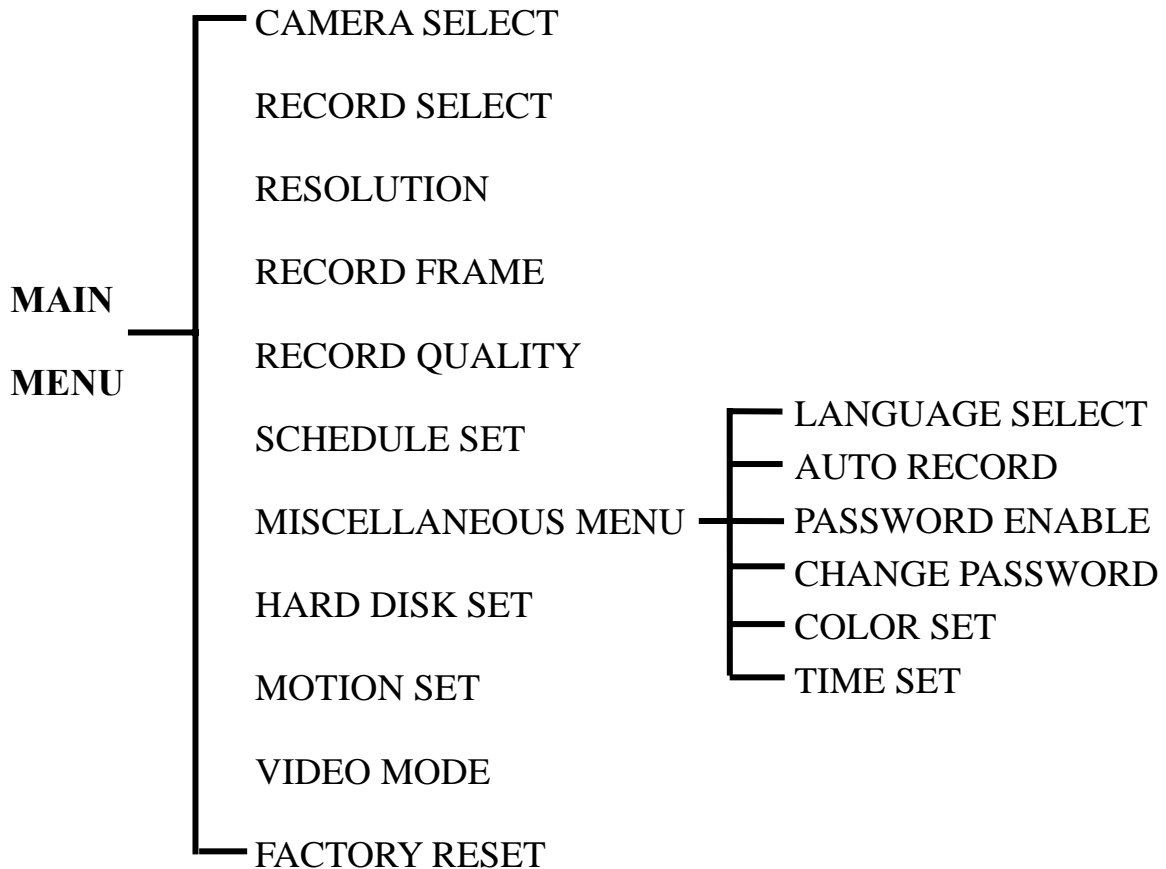 MAIN
MENU
CAMERA SELECT
RECORD SELECT
RESOLUTION
RECORD FRAME
RECORD QUALITY
SCHEDULE SET
MISCELLANEOUS MENU
HARD DISK SET
MOTION SET
VIDEO MODE
FACTORY RESET
LANGUAGE SELECT
AUTO RECORD
PASSWORD ENABLE
CHANGE PASSWORD
COLOR SET
TIME SET